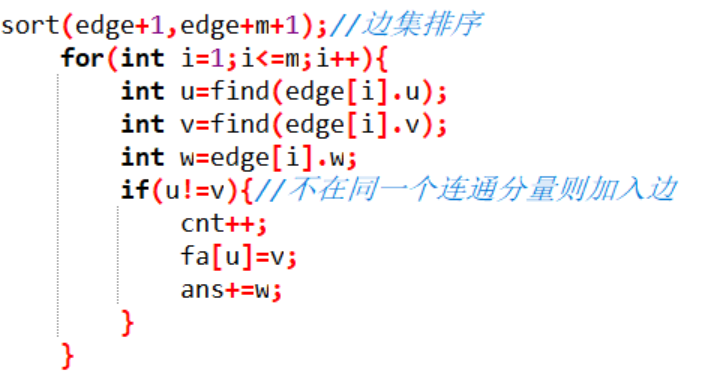 sort(edge+1,edge+m+1);//边集排序
for(int i=1;i<=m;i++){
int u=find(edge[i].u);
int v=find(edge[i].v);
int w=edge[i].w;
if(u!=v){//不在同一个连通分量则加入边
cnt++;
fa[u]=v;
ans+=w;
}
}